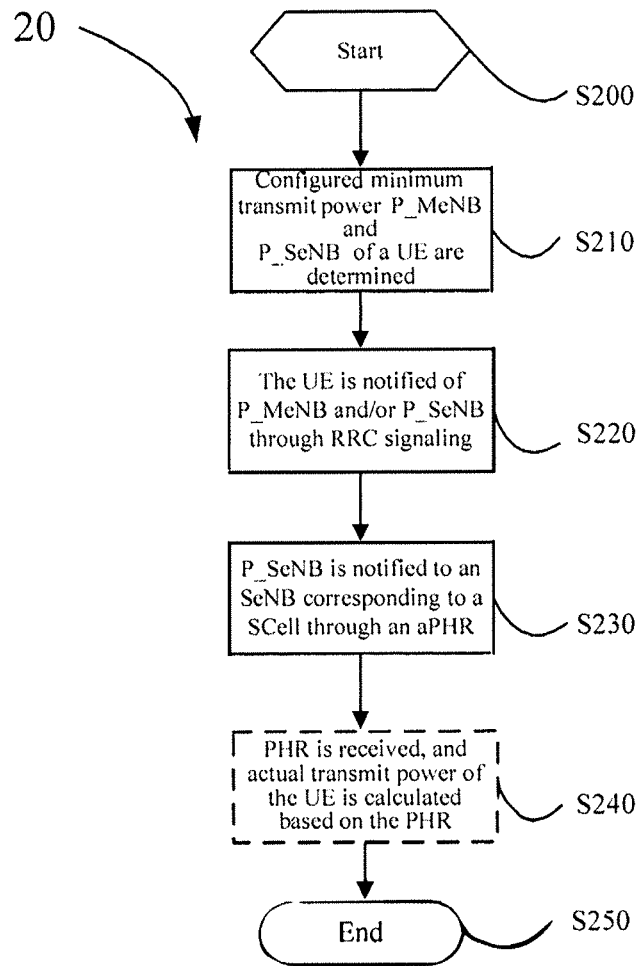 20
Start
S200
Configured minimum
transmit power P_MeNB
and
P_SeNB of a UE are
determined
S210
The UE is notified of
P_MeNB and/or P_SeNB
through RRC signaling
S220
P_SeNB is notified to an
SeNB corresponding to a
SCell through an aPHR
S230
PHR is received, and
actual transmit power of
the UE is calculated
based on the PHR
S240
End
S250